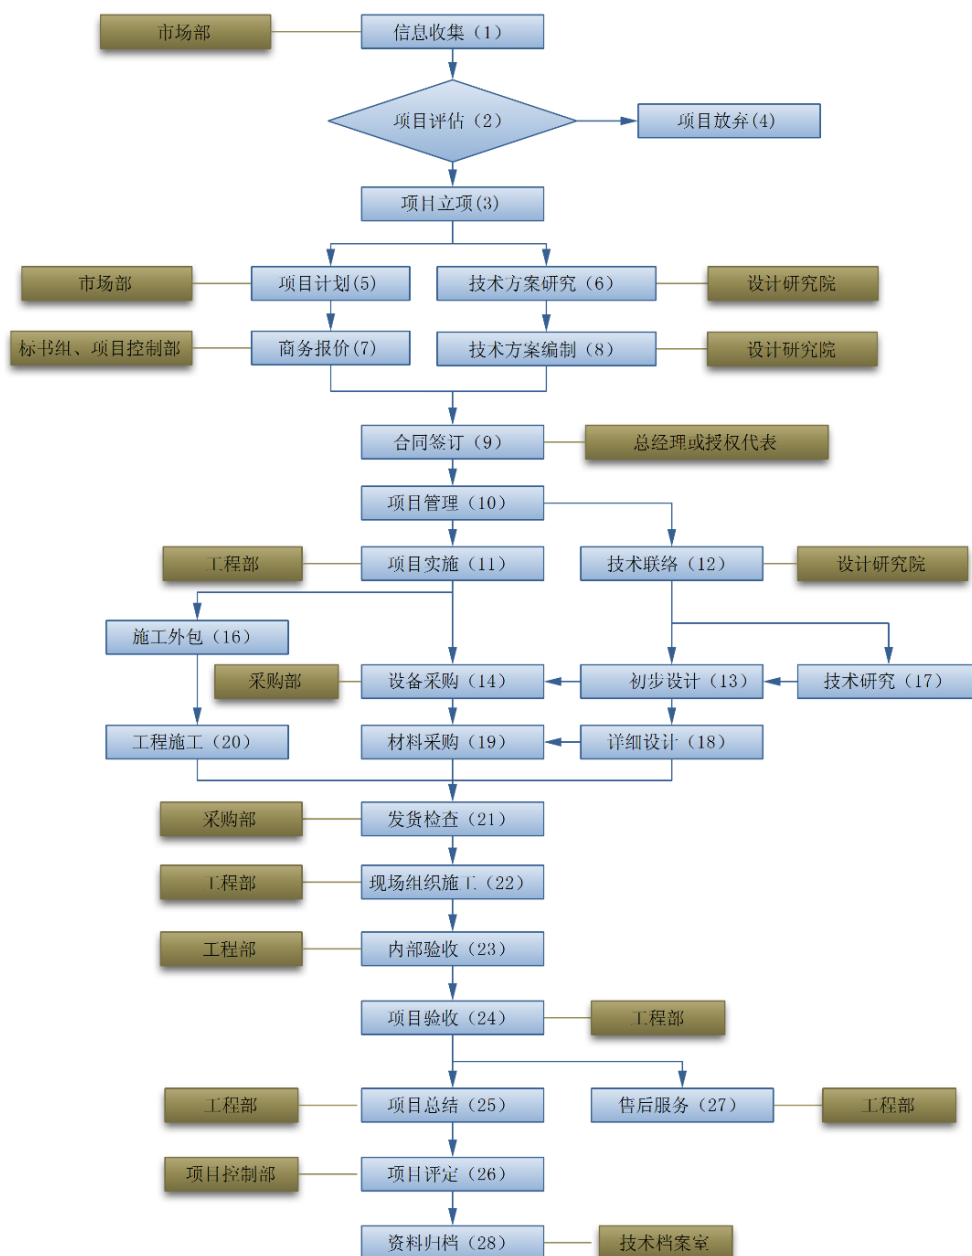 市场部
信息收集（1）
项目评估（2）
项目放弃(4)
项目立项(3)
市场部
项目计划(5)
技术方案研究（6）
设计研究院
标书组、项目控制部
商务报价(7)
技术方案编制（8）
设计研究院
合同签订（9）
总经理或授权代表
项目管理（10）
工程部
项目实施（11）
技术联络（12）
设计研究院
施工外包（16）
采购部
设备采购（14）
初步设计（13）
技术研究（17）
工程施工（20）
材料采购（19）
详细设计（18）
采购部
发货检查（21）
工程部
现场组织施工（22）
工程部
内部验收（23）
项目验收（24）
工程部
工程部
项目总结（25）
售后服务（27）
工程部
项目控制部
项目评定（26）
资料归档（28）
技术档案室